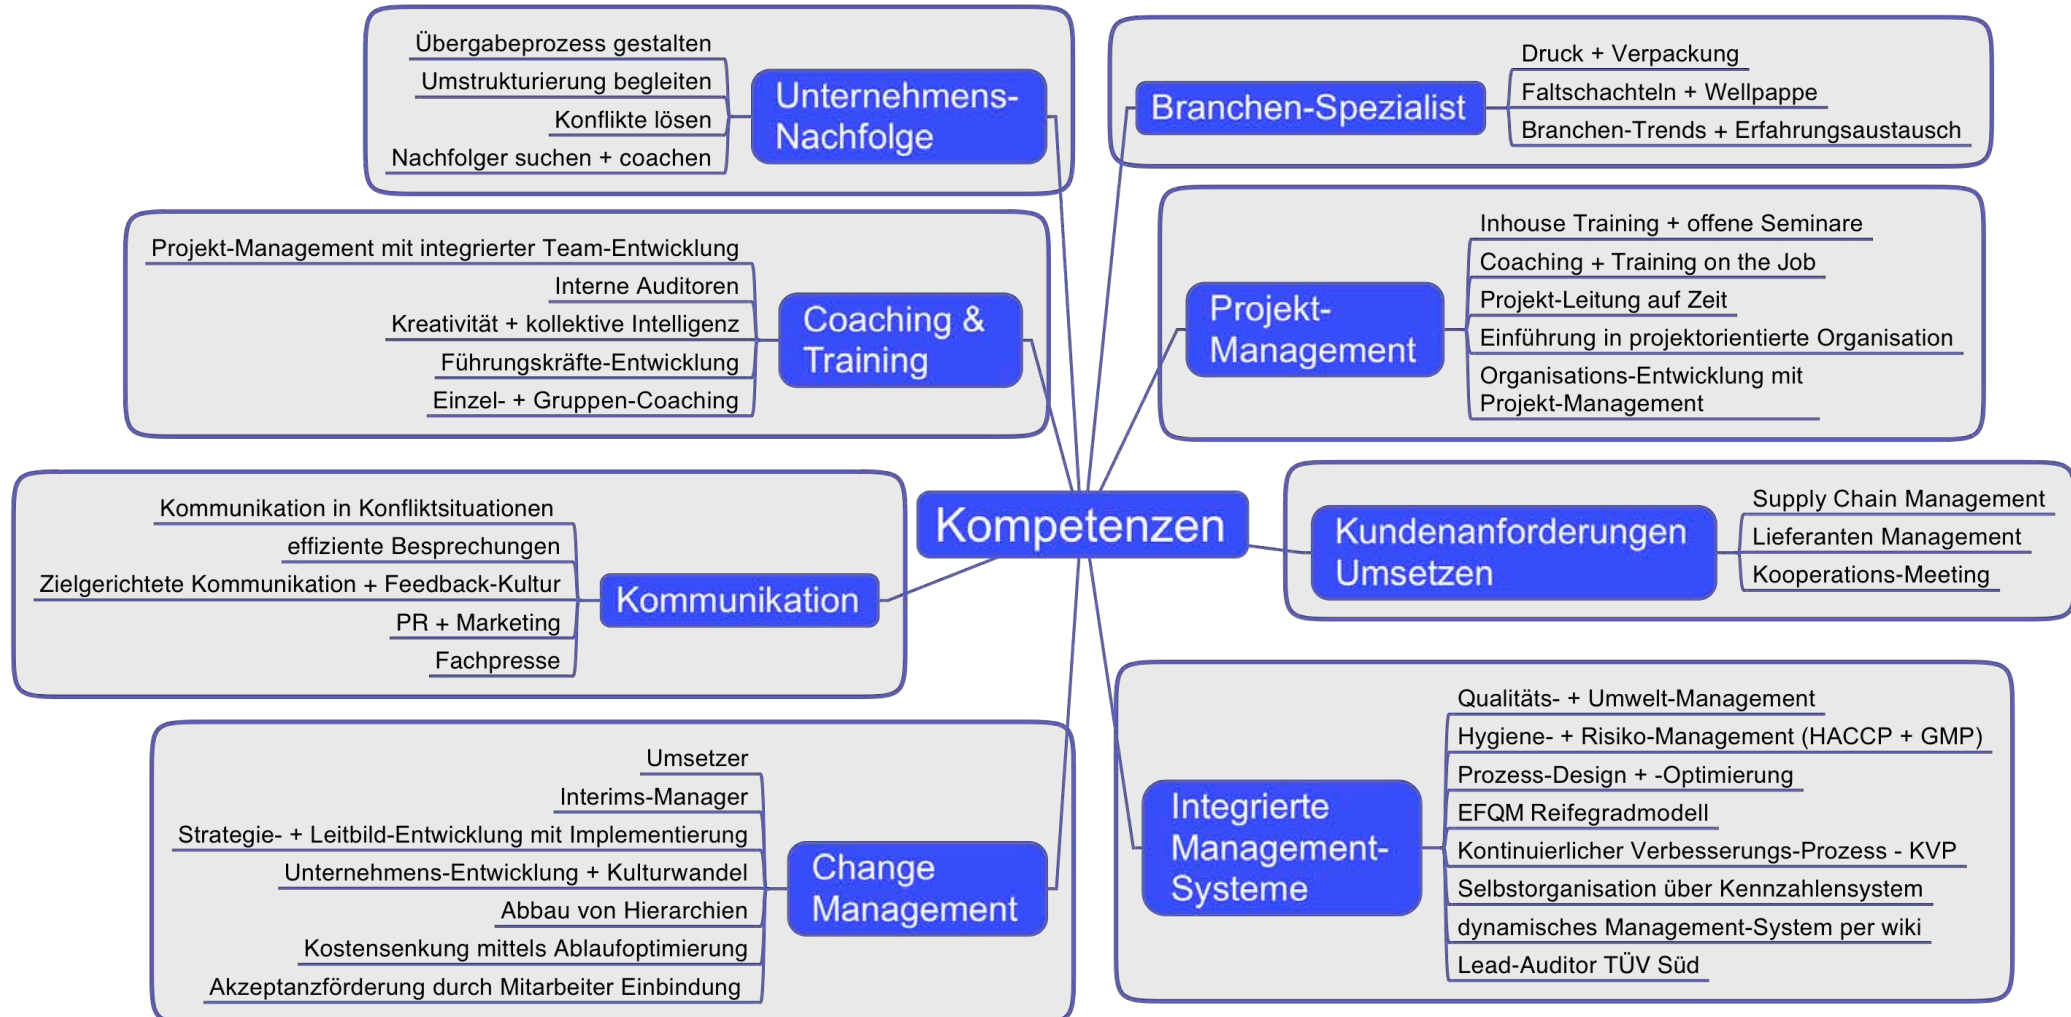 Kompetenzen
Unternehmens-
Nachfolge
Übergabeprozess gestalten
Umstrukturierung begleiten
Konflikte lösen
Nachfolger suchen + coachen
Coaching &
Training
Projekt-Management mit integrierter Team-Entwicklung
Interne Auditoren
Kreativität + kollektive Intelligenz
Führungskräfte-Entwicklung
Einzel- + Gruppen-Coaching
Kommunikation
Kommunikation in Konfliktsituationen
effiziente Besprechungen
Zielgerichtete Kommunikation + Feedback-Kultur
PR + Marketing
Fachpresse
Change
Management
Umsetzer
Interims-Manager
Strategie- + Leitbild-Entwicklung mit Implementierung
Unternehmens-Entwicklung + Kulturwandel
Abbau von Hierarchien
Kostensenkung mittels Ablaufoptimierung
Akzeptanzförderung durch Mitarbeiter Einbindung
Branchen-Spezialist
Druck + Verpackung
Faltschachteln + Wellpappe
Branchen-Trends + Erfahrungsaustausch
Projekt-
Management
Inhouse Training + offene Seminare
Coaching + Training on the Job
Projekt-Leitung auf Zeit
Einführung in projektorientierte Organisation
Organisations-Entwicklung mit
Projekt-Management
Kundenanforderungen
Umsetzen
Supply Chain Management
Lieferanten Management
Kooperations-Meeting
Integrierte
Management-
Systeme
Qualitäts- + Umwelt-Management
Hygiene- + Risiko-Management (HACCP + GMP)
Prozess-Design + -Optimierung
EFQM Reifegradmodell
Kontinuierlicher Verbesserungs-Prozess - KVP
Selbstorganisation über Kennzahlensystem
dynamisches Management-System per wiki
Lead-Auditor TÜV Süd